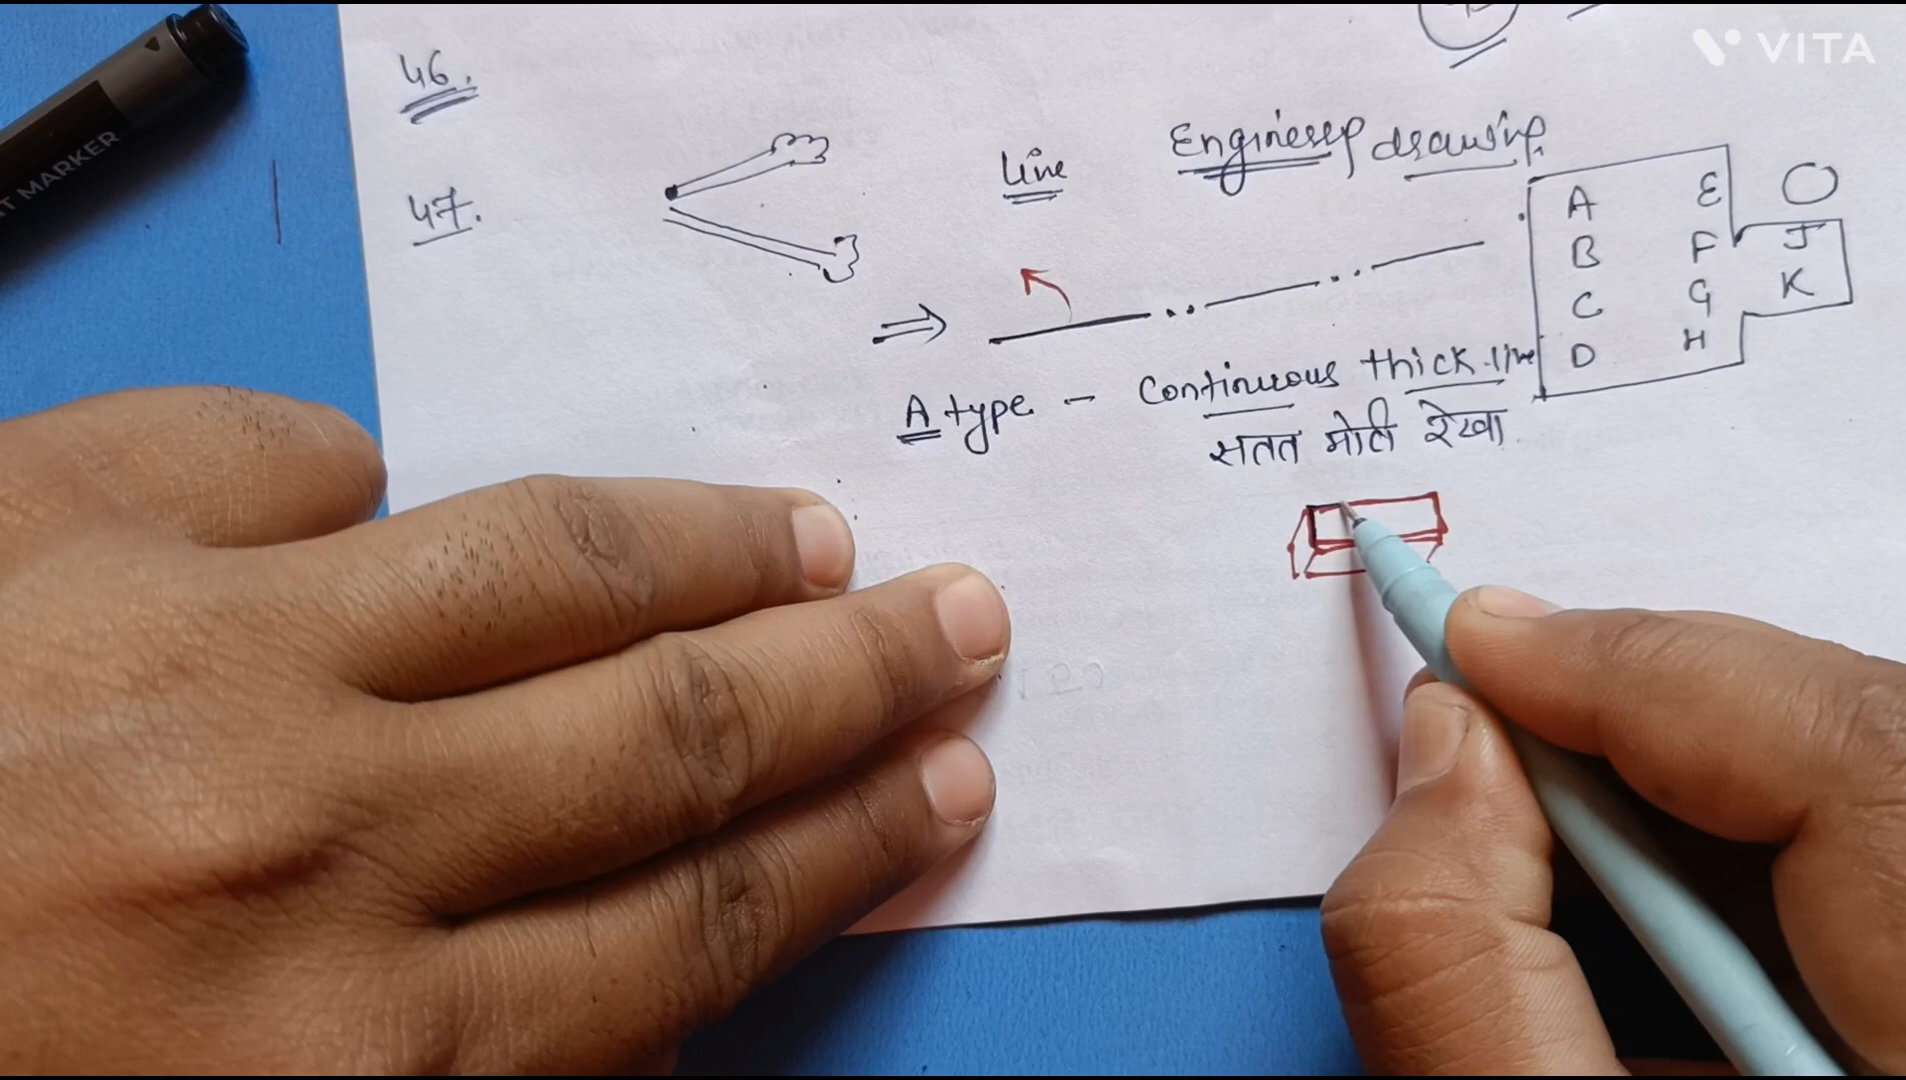 VITA
46.
47.
T MARKER
Line
Engineering drawing.
A E
B F J
C G K
D H
A type - Continuous thick line
सतत मोटी रेखा